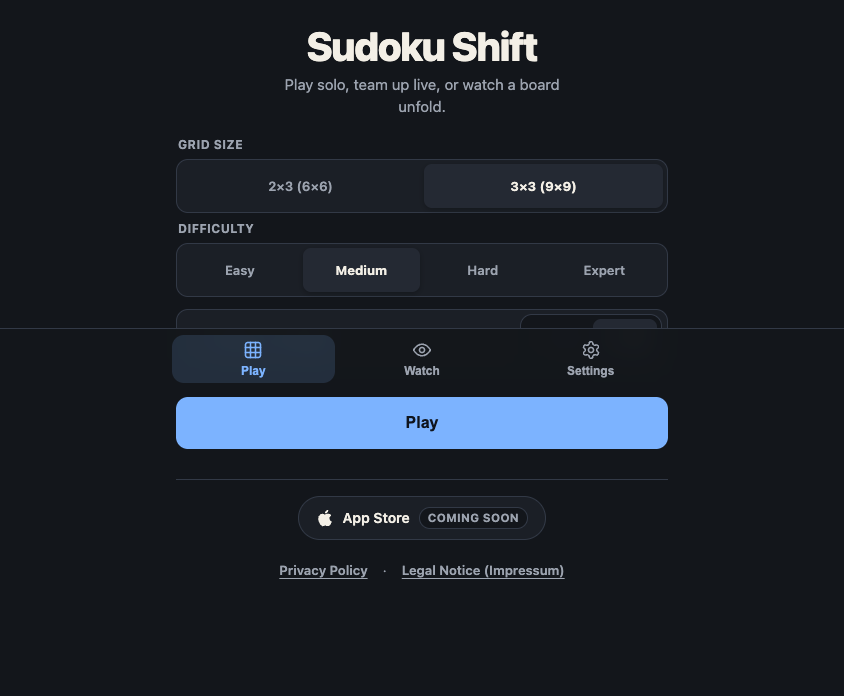 Sudoku Shift
Play solo, team up live, or watch a board
unfold.
GRID SIZE
2×3 (6×6)
3×3 (9×9)
DIFFICULTY
Easy
Medium
Hard
Expert
Play
Watch
Settings
Play
App Store
COMING SOON
Privacy Policy · Legal Notice (Impressum)